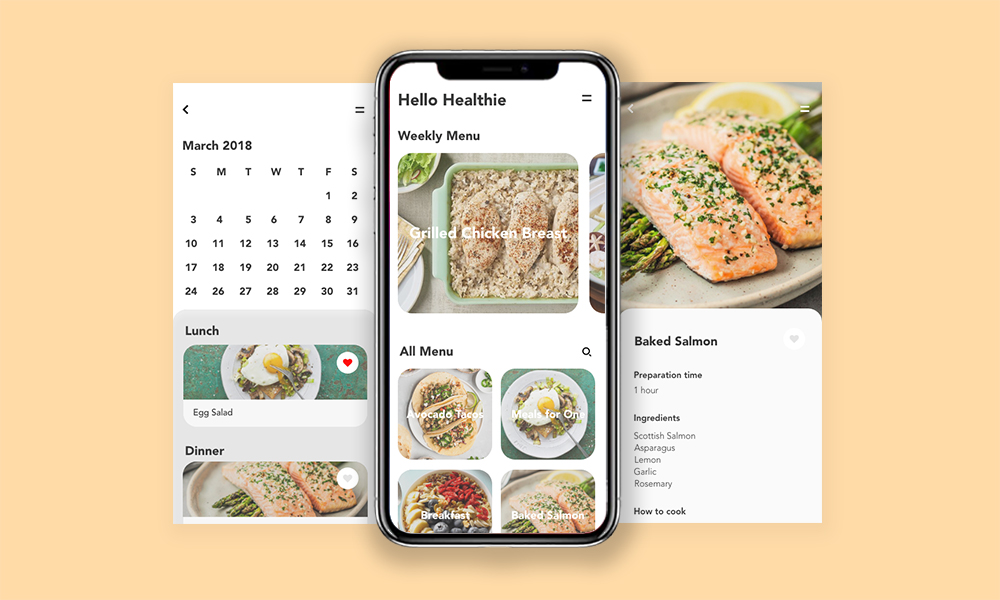 March 2018
S M T W T F S
1 2
3 4 5 6 7 8 9
10 11 12 13 14 15 16
17 18 19 20 21 22 23
24 26 27 28 29 30 31
Lunch
Egg Salad
Dinner
Hello Healthie
Weekly Menu
Grilled Chicken Breast
All Menu
Avocado Tacos
Meals for One
Breakfast
Baked Salmon
Baked Salmon
Preparation time
1 hour
Ingredients
Scottish Salmon
Asparagus
Lemon
Garlic
Rosemary
How to cook